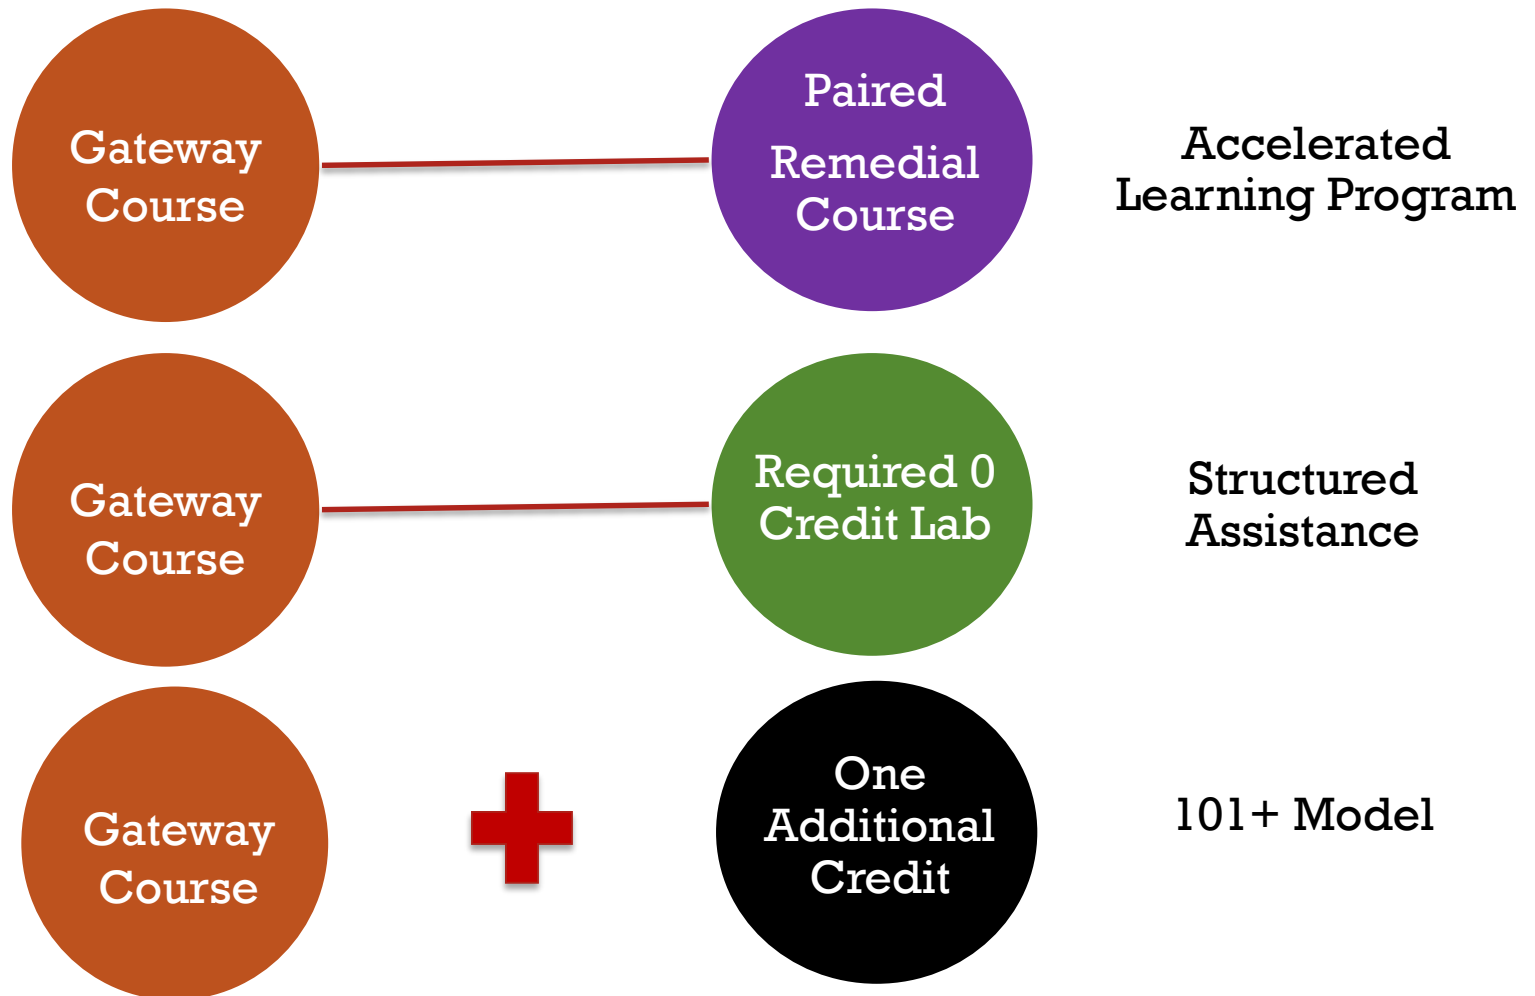 Gateway
Course
Paired
Remedial
Course
Accelerated
Learning Program
Gateway
Course
Required 0
Credit Lab
Structured
Assistance
Gateway
Course
One
Additional
Credit
101+ Model